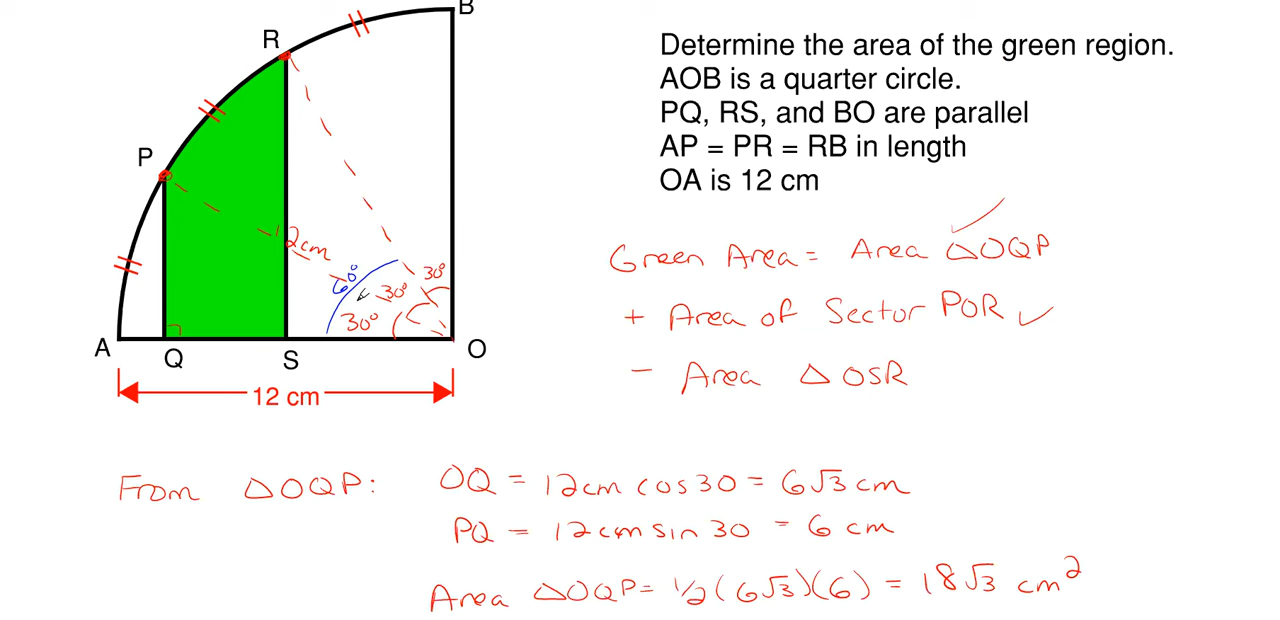 B
R
P
A
Q
S
O
12cm
60°
30°
30°
30°
12 cm
Determine the area of the green region.
AOB is a quarter circle.
PQ, RS, and BO are parallel
AP = PR = RB in length
OA is 12 cm
Green Area = Area △OQP
+ Area of Sector POR ✓
- Area △OSR
From △OQP: OQ = 12cm cos30 = 6√3 cm
PQ = 12cm sin 30 = 6 cm
Area △OQP = 1/2 (6√3)(6) = 18√3 cm²